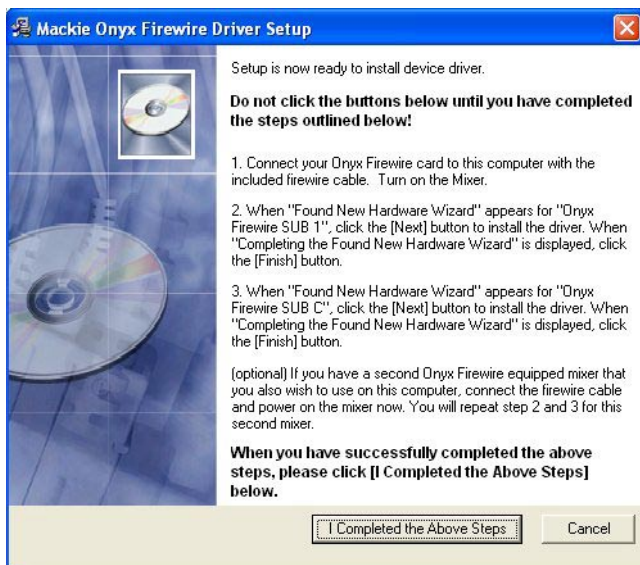 Mackie Onyx Firewire Driver Setup
Setup is now ready to install device driver.
Do not click the buttons below until you have completed
the steps outlined below!
1. Connect your Onyx Firewire card to this computer with the
included firewire cable. Turn on the Mixer.
2. When "Found New Hardware Wizard" appears for "Onyx
Firewire SUB 1", click the [Next] button to install the driver. When
"Completing the Found New Hardware Wizard" is displayed, click
the [Finish] button.
3. When "Found New Hardware Wizard" appears for "Onyx
Firewire SUB C", click the [Next] button to install the driver. When
"Completing the Found New Hardware Wizard" is displayed, click
the [Finish] button.
(optional) If you have a second Onyx Firewire equipped mixer that
you also wish to use on this computer, connect the firewire cable
and power on the mixer now. You will repeat step 2 and 3 for this
second mixer.
When you have successfully completed the above
steps, please click [I Completed the Above Steps]
below.
I Completed the Above Steps
Cancel